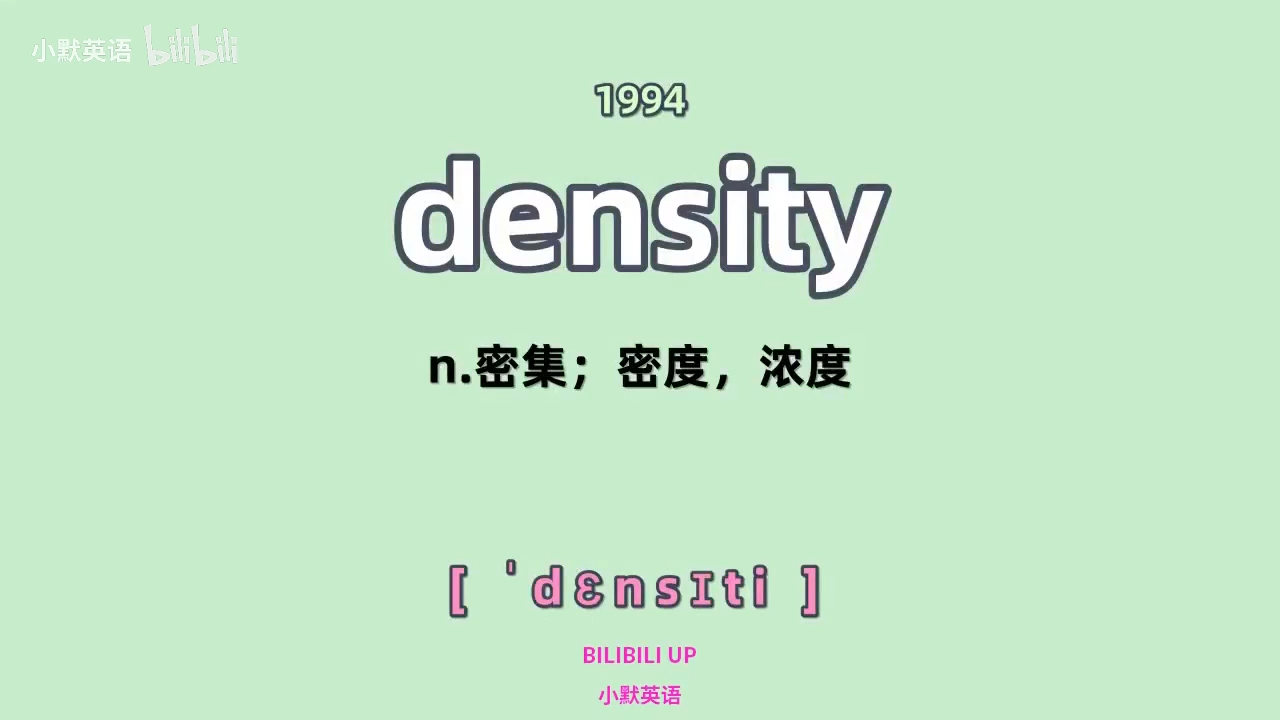 小默英语 bilibili
1994
density
n.密集；密度，浓度
[ ˈdɛnsɪti ]
BILIBILI UP
小默英语